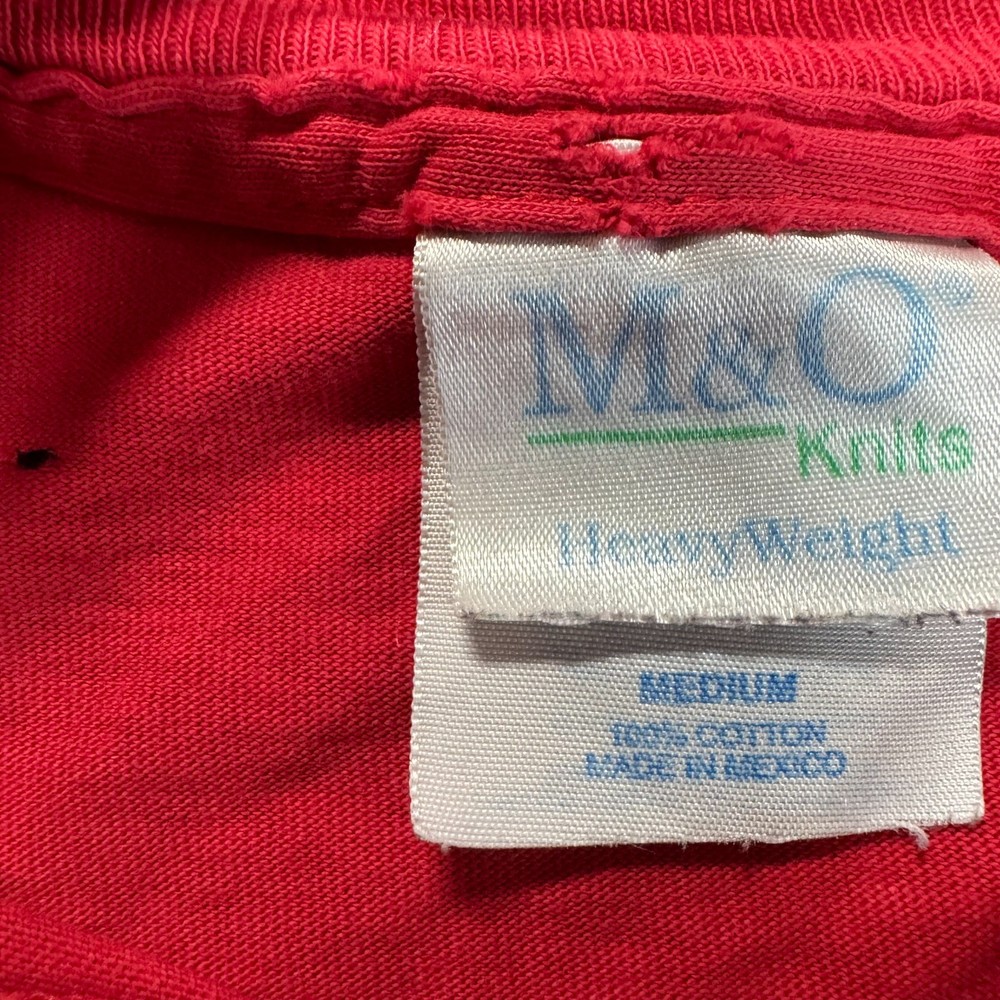 M&O
Knits
HeavyWeight
MEDIUM
100% COTTON
MADE IN MEXICO